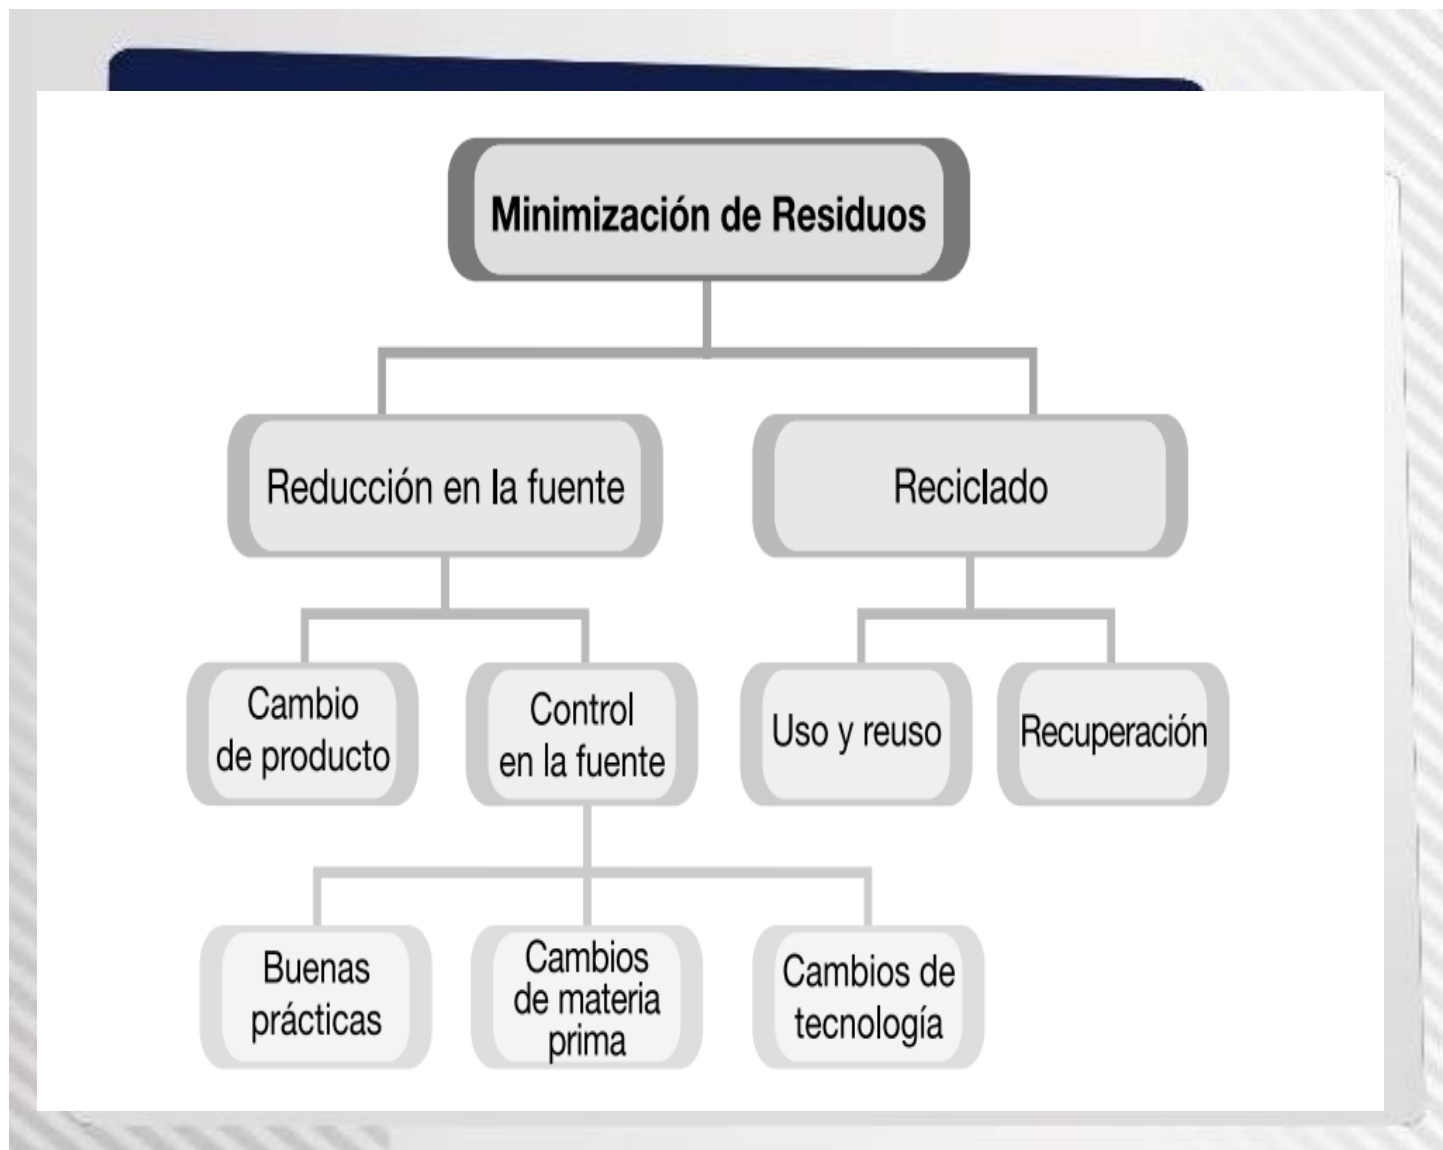 Minimización de Residuos
Reducción en la fuente
Reciclado
Cambio
de producto
Control
en la fuente
Uso y reuso
Recuperación
Buenas
prácticas
Cambios
de materia
prima
Cambios de
tecnología